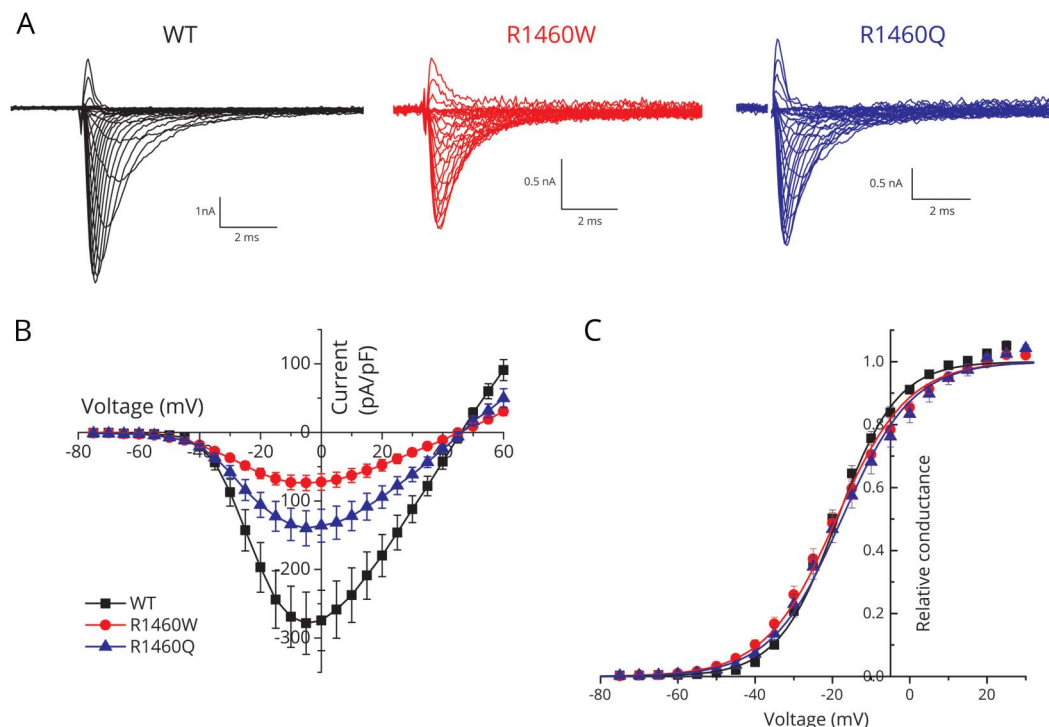 A
WT
R1460W
R1460Q
1nA
2 ms
0.5 nA
2 ms
0.5 nA
2 ms
B
Voltage (mV)
Current
(pA/pF)
100
-80
-60
-40
-20
0
20
40
60
100
-200
-300
WT
R1460W
R1460Q
C
1.0
0.8
0.6
0.4
0.2
0.0
Relative conductance
-80
-60
-40
-20
0
20
Voltage (mV)